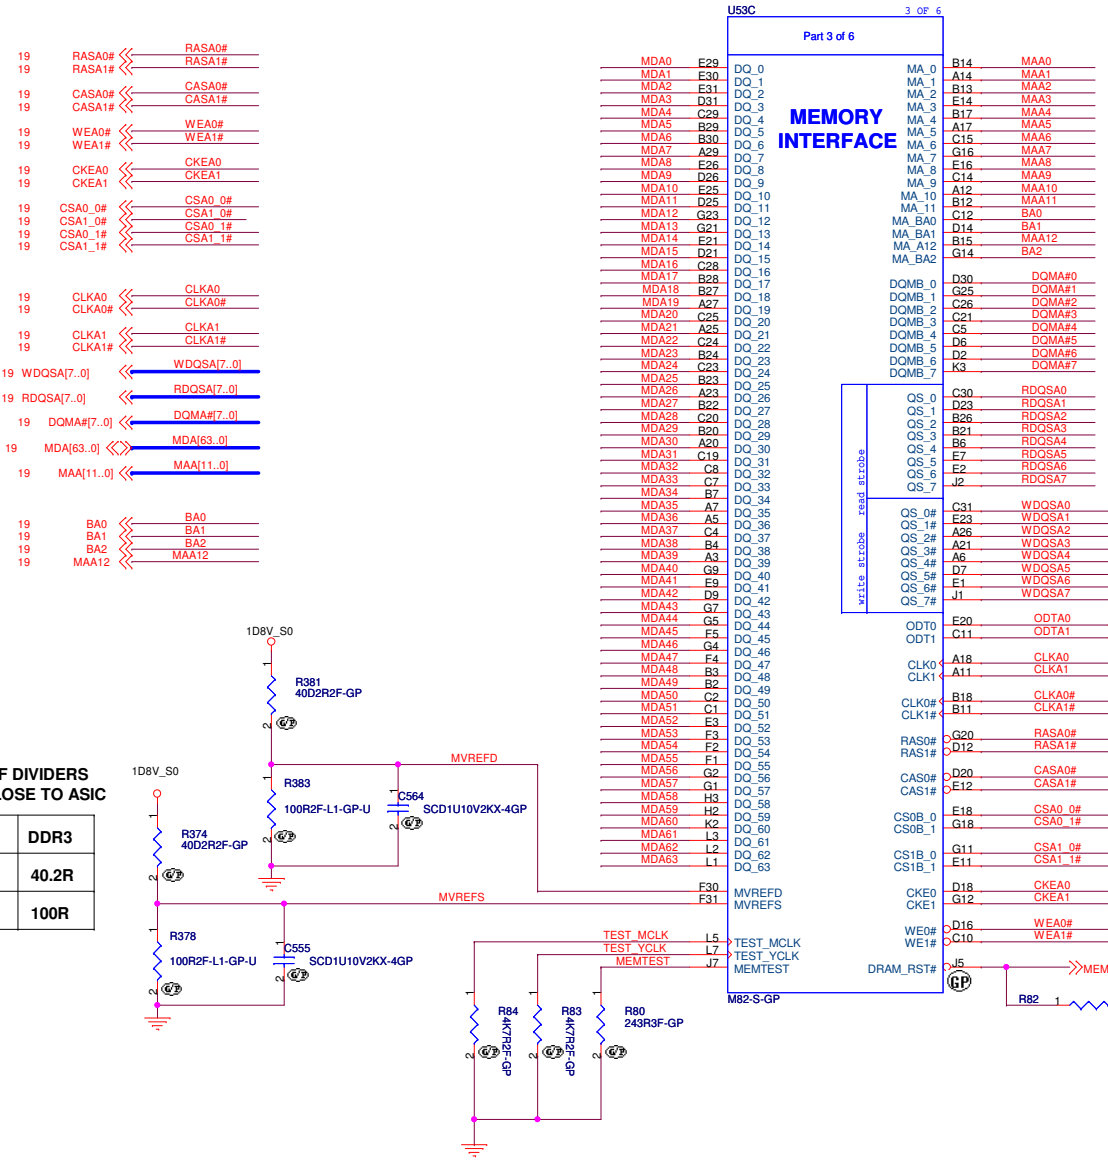 U53C 3 OF 6
Part 3 of 6
MEMORY
INTERFACE
19 RASA0# RASA0#
19 RASA1# RASA1#
19 CASA0# CASA0#
19 CASA1# CASA1#
19 WEA0# WEA0#
19 WEA1# WEA1#
19 CKEA0 CKEA0
19 CKEA1 CKEA1
19 CSA0_0# CSA0_0#
19 CSA1_0# CSA1_0#
19 CSA0_1# CSA0_1#
19 CSA1_1# CSA1_1#
19 CLKA0 CLKA0
19 CLKA0# CLKA0#
19 CLKA1 CLKA1
19 CLKA1# CLKA1#
19 WDQSA[7..0] WDQSA[7..0]
19 RDQSA[7..0] RDQSA[7..0]
19 DQMA#[7..0] DQMA#[7..0]
19 MDA[63..0] MDA[63..0]
19 MAA[11..0] MAA[11..0]
19 BA0 BA0
19 BA1 BA1
19 BA2 BA2
19 MAA12 MAA12
MDA0 E29 DQ_0
MDA1 E30 DQ_1
MDA2 E31 DQ_2
MDA3 D31 DQ_3
MDA4 C29 DQ_4
MDA5 B29 DQ_5
MDA6 B30 DQ_6
MDA7 A29 DQ_7
MDA8 E26 DQ_8
MDA9 D26 DQ_9
MDA10 E25 DQ_10
MDA11 D25 DQ_11
MDA12 G23 DQ_12
MDA13 G21 DQ_13
MDA14 E21 DQ_14
MDA15 D21 DQ_15
MDA16 C28 DQ_16
MDA17 B28 DQ_17
MDA18 B27 DQ_18
MDA19 A27 DQ_19
MDA20 C25 DQ_20
MDA21 A25 DQ_21
MDA22 C24 DQ_22
MDA23 B24 DQ_23
MDA24 C23 DQ_24
MDA25 B23 DQ_25
MDA26 A23 DQ_26
MDA27 B22 DQ_27
MDA28 C20 DQ_28
MDA29 B20 DQ_29
MDA30 A20 DQ_30
MDA31 C19 DQ_31
MDA32 C8 DQ_32
MDA33 C7 DQ_33
MDA34 B7 DQ_34
MDA35 A7 DQ_35
MDA36 A5 DQ_36
MDA37 C4 DQ_37
MDA38 B4 DQ_38
MDA39 A3 DQ_39
MDA40 G9 DQ_40
MDA41 E9 DQ_41
MDA42 D9 DQ_42
MDA43 G7 DQ_43
MDA44 G5 DQ_44
MDA45 F5 DQ_45
MDA46 G4 DQ_46
MDA47 F4 DQ_47
MDA48 B3 DQ_48
MDA49 B2 DQ_49
MDA50 C2 DQ_50
MDA51 C1 DQ_51
MDA52 E3 DQ_52
MDA53 F3 DQ_53
MDA54 F2 DQ_54
MDA55 F1 DQ_55
MDA56 G2 DQ_56
MDA57 G1 DQ_57
MDA58 H3 DQ_58
MDA59 H2 DQ_59
MDA60 K2 DQ_60
MDA61 L3 DQ_61
MDA62 L2 DQ_62
MDA63 L1 DQ_63
F30 MVREFD
F31 MVREFS
TEST_MCLK L5 TEST_MCLK
TEST_YCLK L7 TEST_YCLK
MEMTEST J7 MEMTEST
M82-S-GP
MA_0 B14 MAA0
MA_1 A14 MAA1
MA_2 B13 MAA2
MA_3 E14 MAA3
MA_4 B17 MAA4
MA_5 A17 MAA5
MA_6 C15 MAA6
MA_7 G16 MAA7
MA_8 E16 MAA8
MA_9 C14 MAA9
MA_10 A12 MAA10
MA_11 B12 MAA11
MA_BA0 C12 BA0
MA_BA1 D14 BA1
MA_A12 B15 MAA12
MA_BA2 G14 BA2
DQMB_0 D30 DQMA#0
DQMB_1 G25 DQMA#1
DQMB_2 C26 DQMA#2
DQMB_3 C21 DQMA#3
DQMB_4 C5 DQMA#4
DQMB_5 D6 DQMA#5
DQMB_6 D2 DQMA#6
DQMB_7 K3 DQMA#7
read strobe
QS_0 C30 RDQSA0
QS_1 D23 RDQSA1
QS_2 B26 RDQSA2
QS_3 B21 RDQSA3
QS_4 B6 RDQSA4
QS_5 E7 RDQSA5
QS_6 E2 RDQSA6
QS_7 J2 RDQSA7
write strobe
QS_0# C31 WDQSA0
QS_1# E23 WDQSA1
QS_2# A26 WDQSA2
QS_3# A21 WDQSA3
QS_4# A6 WDQSA4
QS_5# D7 WDQSA5
QS_6# E1 WDQSA6
QS_7# J1 WDQSA7
ODT0 E20 ODTA0
ODT1 C11 ODTA1
CLK0 A18 CLKA0
CLK1 A11 CLKA1
CLK0# B18 CLKA0#
CLK1# B11 CLKA1#
RAS0# G20 RASA0#
RAS1# D12 RASA1#
CAS0# D20 CASA0#
CAS1# E12 CASA1#
CS0B_0 E18 CSA0_0#
CS0B_1 G18 CSA0_1#
CS1B_0 G11 CSA1_0#
CS1B_1 E11 CSA1_1#
CKE0 D18 CKEA0
CKE1 G12 CKEA1
WE0# D16 WEA0#
WE1# C10 WEA1#
DRAM_RST# J5 MEM
GP
R82 1
1D8V_S0
1
R381
40D2R2F-GP
2 G/P
MVREFD
1
R383
100R2F-L1-GP-U
2 G/P
1
C564
SCD1U10V2KX-4GP
2 G/P
F DIVIDERS
LOSE TO ASIC
DDR3
40.2R
100R
1D8V_S0
1
R374
40D2R2F-GP
2 G/P
MVREFS
1
R378
100R2F-L1-GP-U
2 G/P
1
C555
SCD1U10V2KX-4GP
2 G/P
1
R84
4K7R2F-GP
2 G/P
1
R83
4K7R2F-GP
2 G/P
1
R80
243R3F-GP
2 G/P